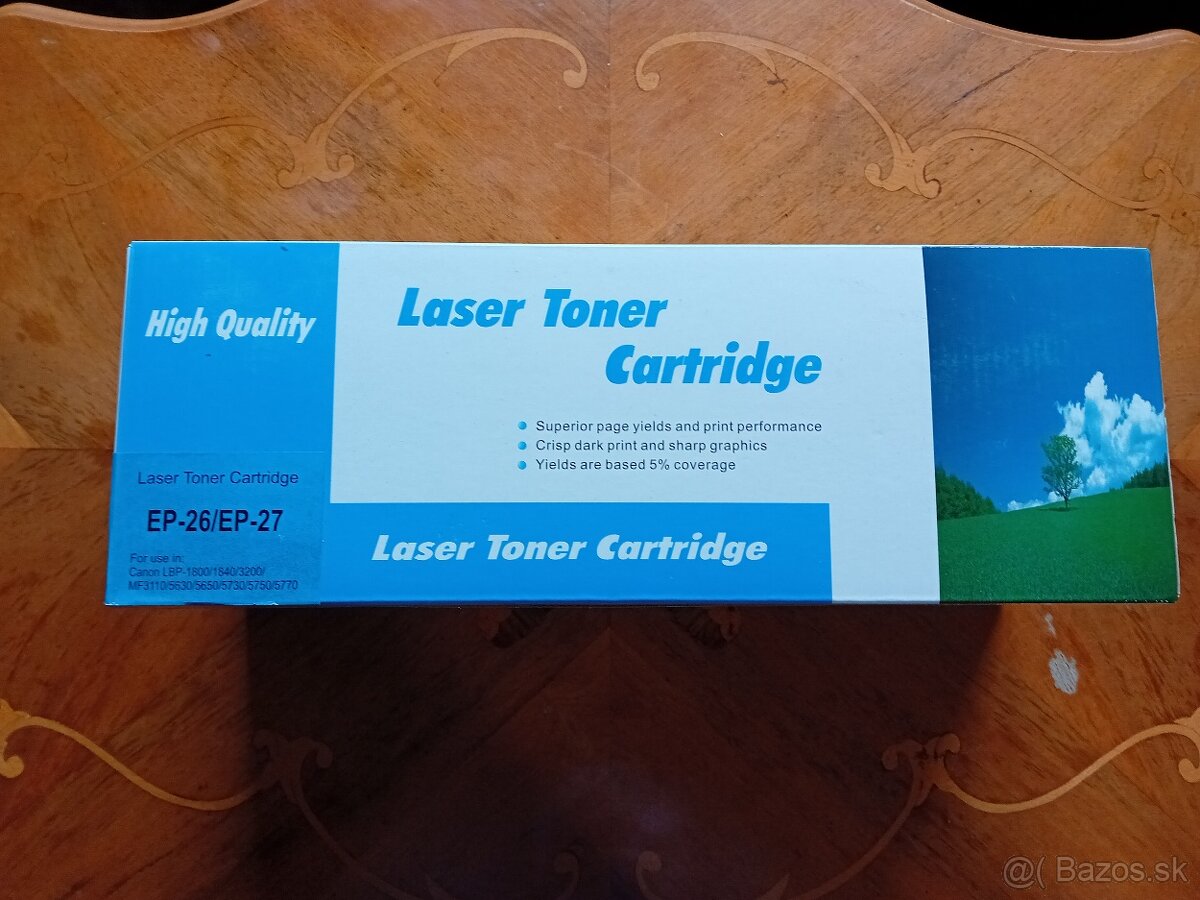 High Quality
Laser Toner
Cartridge
Superior page yields and print performance
Crisp dark print and sharp graphics
Yields are based 5% coverage
Laser Toner Cartridge
EP-26/EP-27
For use in:
Canon LBP-1600/1840/3200/
MF3110/5630/5650/5730/5750/5770
Laser Toner Cartridge
@( Bazos.sk